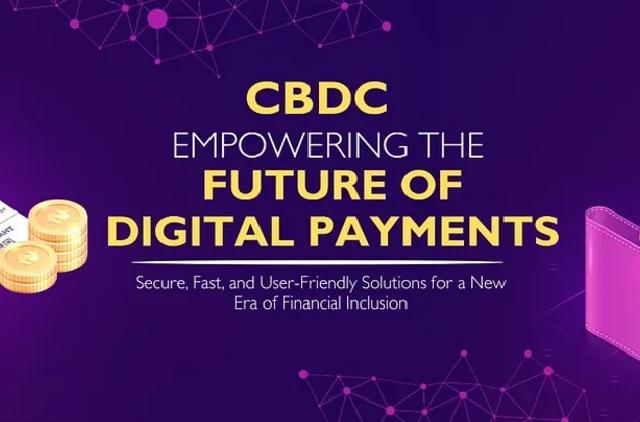 CBDC
EMPOWERING THE
FUTURE OF
DIGITAL PAYMENTS
Secure, Fast, and User-Friendly Solutions for a New
Era of Financial Inclusion